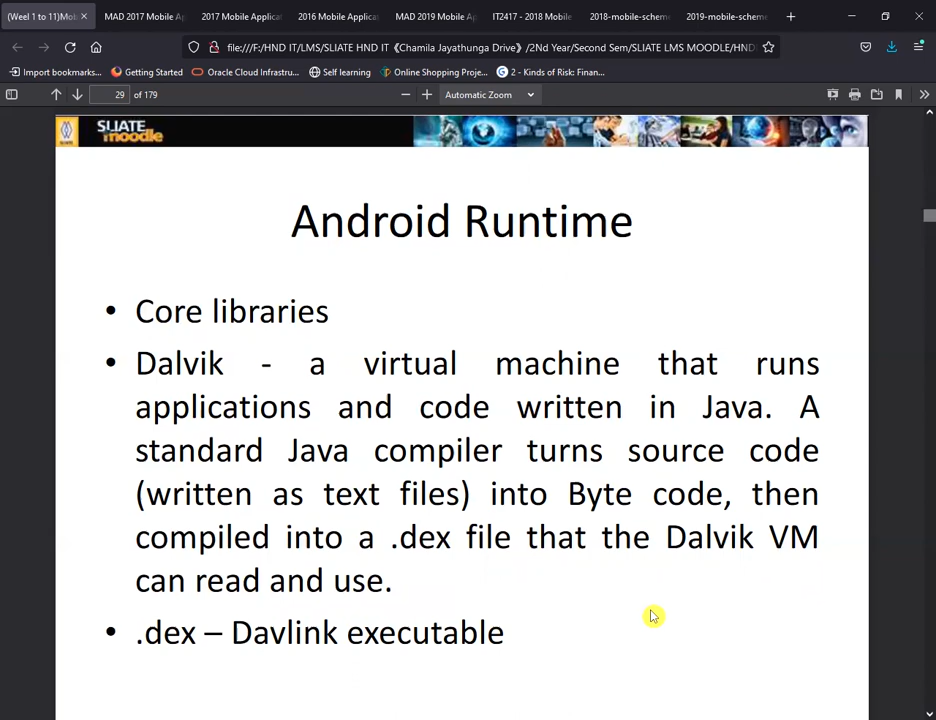 (Weel 1 to 11)Mob
MAD 2017 Mobile Ap
2017 Mobile Applicat
2016 Mobile Applicat
MAD 2019 Mobile Ap
IT2417 - 2018 Mobile
2018-mobile-scheme
2019-mobile-scheme
file:///F:/HND IT/LMS/SLIATE HND IT《Chamila Jayathunga Drive》/2Nd Year/Second Sem/SLIATE LMS MOODLE/HND
Import bookmarks...
Getting Started
Oracle Cloud Infrastru...
Self learning
Online Shopping Proje...
2 - Kinds of Risk: Finan...
29 of 179
Automatic Zoom
SLIATE
moodle
Android Runtime
• Core libraries
• Dalvik - a virtual machine that runs
applications and code written in Java. A
standard Java compiler turns source code
(written as text files) into Byte code, then
compiled into a .dex file that the Dalvik VM
can read and use.
• .dex – Davlink executable